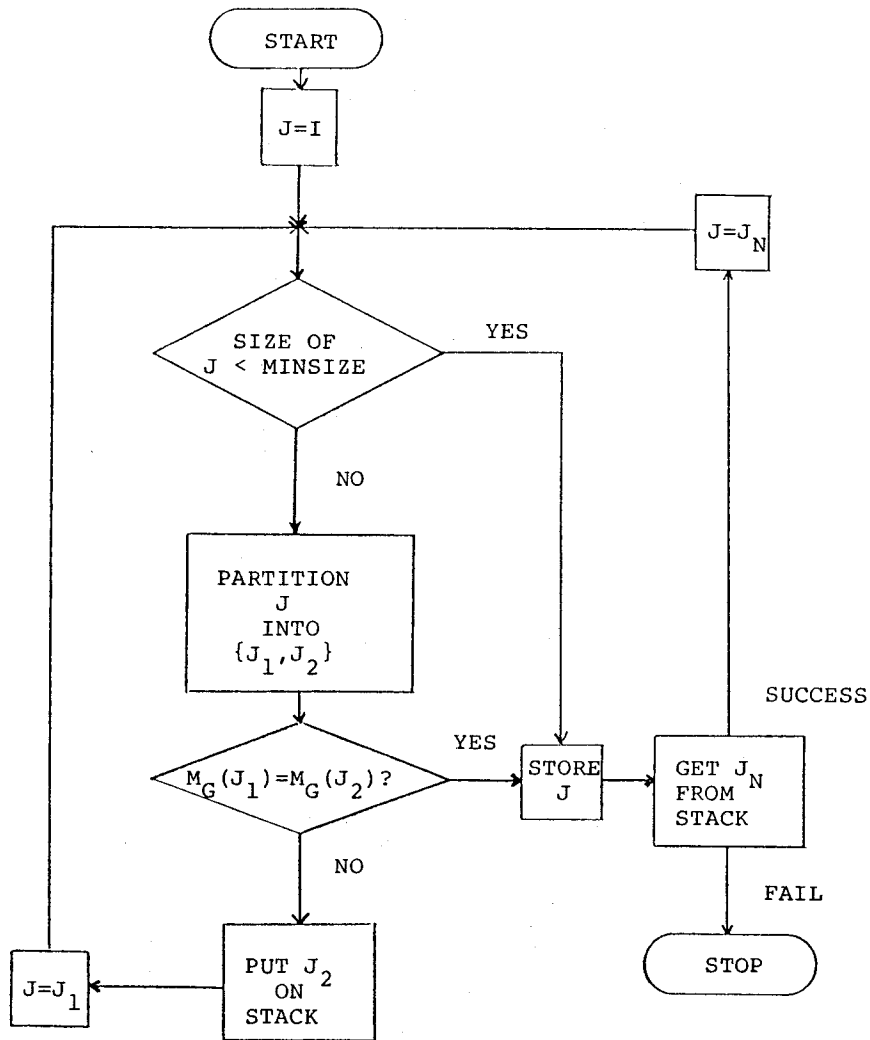 START
J=I
J=J_N
SIZE OF
J < MINSIZE
YES
NO
PARTITION
J
INTO
{J_1,J_2}
SUCCESS
M_G(J_1)=M_G(J_2)?
YES
STORE
J
GET J_N
FROM
STACK
NO
FAIL
J=J_1
PUT J_2
ON
STACK
STOP